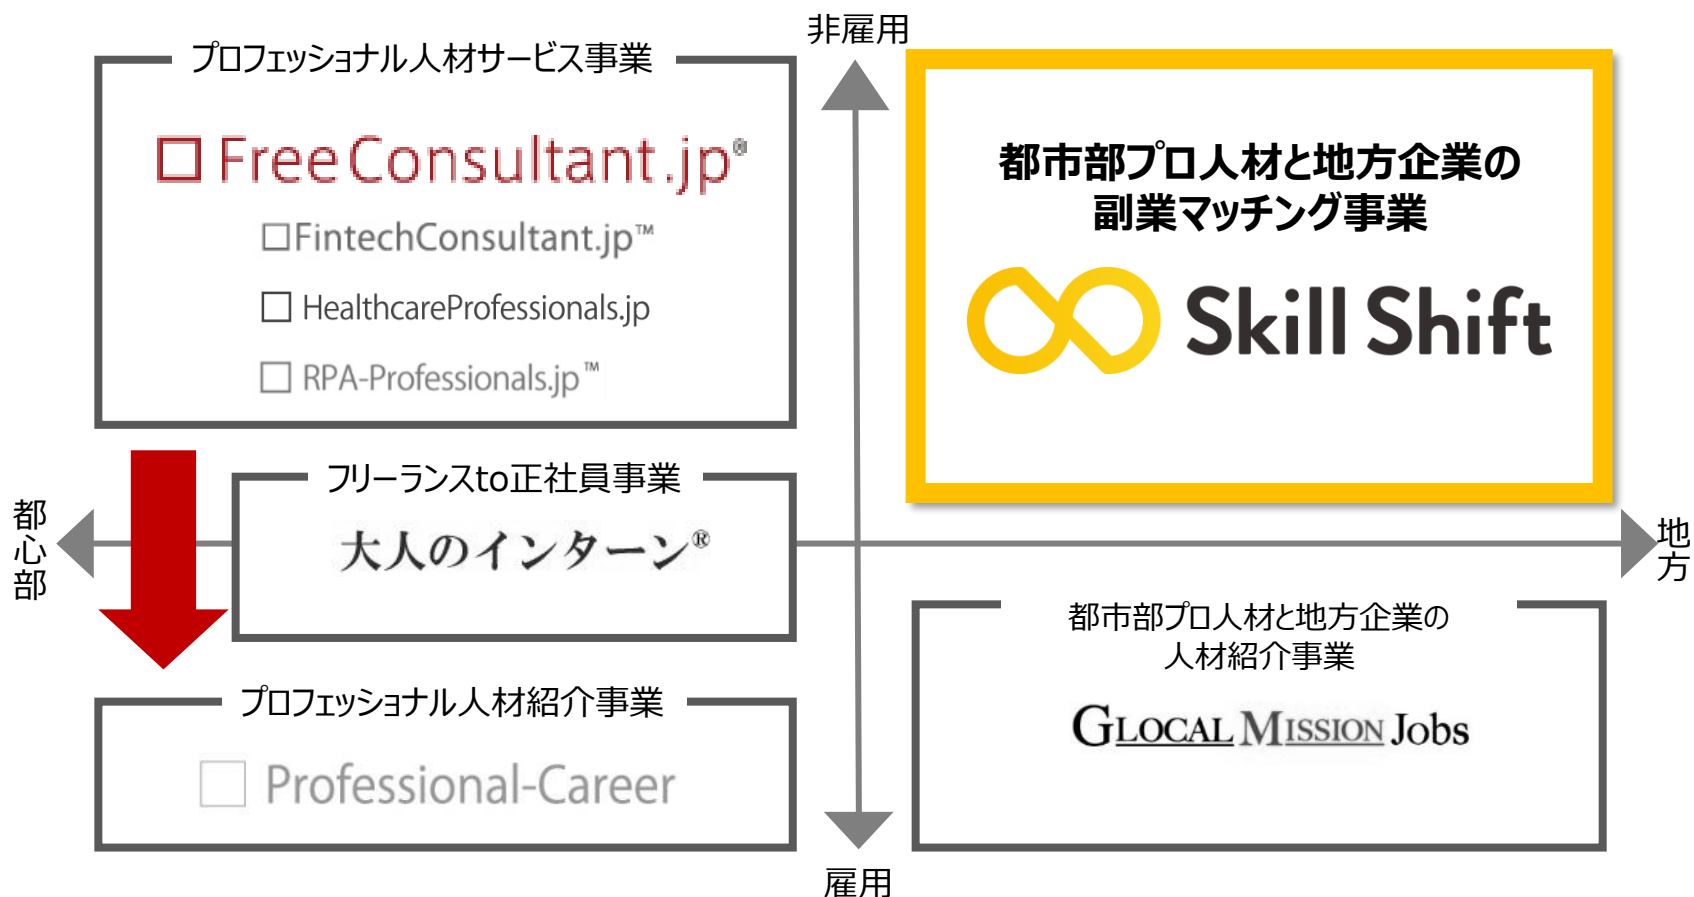 非雇用
プロフェッショナル人材サービス事業
□FreeConsultant.jp®
□FintechConsultant.jp™
□ HealthcareProfessionals.jp
□ RPA-Professionals.jp™
都市部プロ人材と地方企業の
副業マッチング事業
Skill Shift
都心部
フリーランスto正社員事業
大人のインターン®
地方
プロフェッショナル人材紹介事業
□ Professional-Career
都市部プロ人材と地方企業の
人材紹介事業
GLOCAL MISSION Jobs
雇用